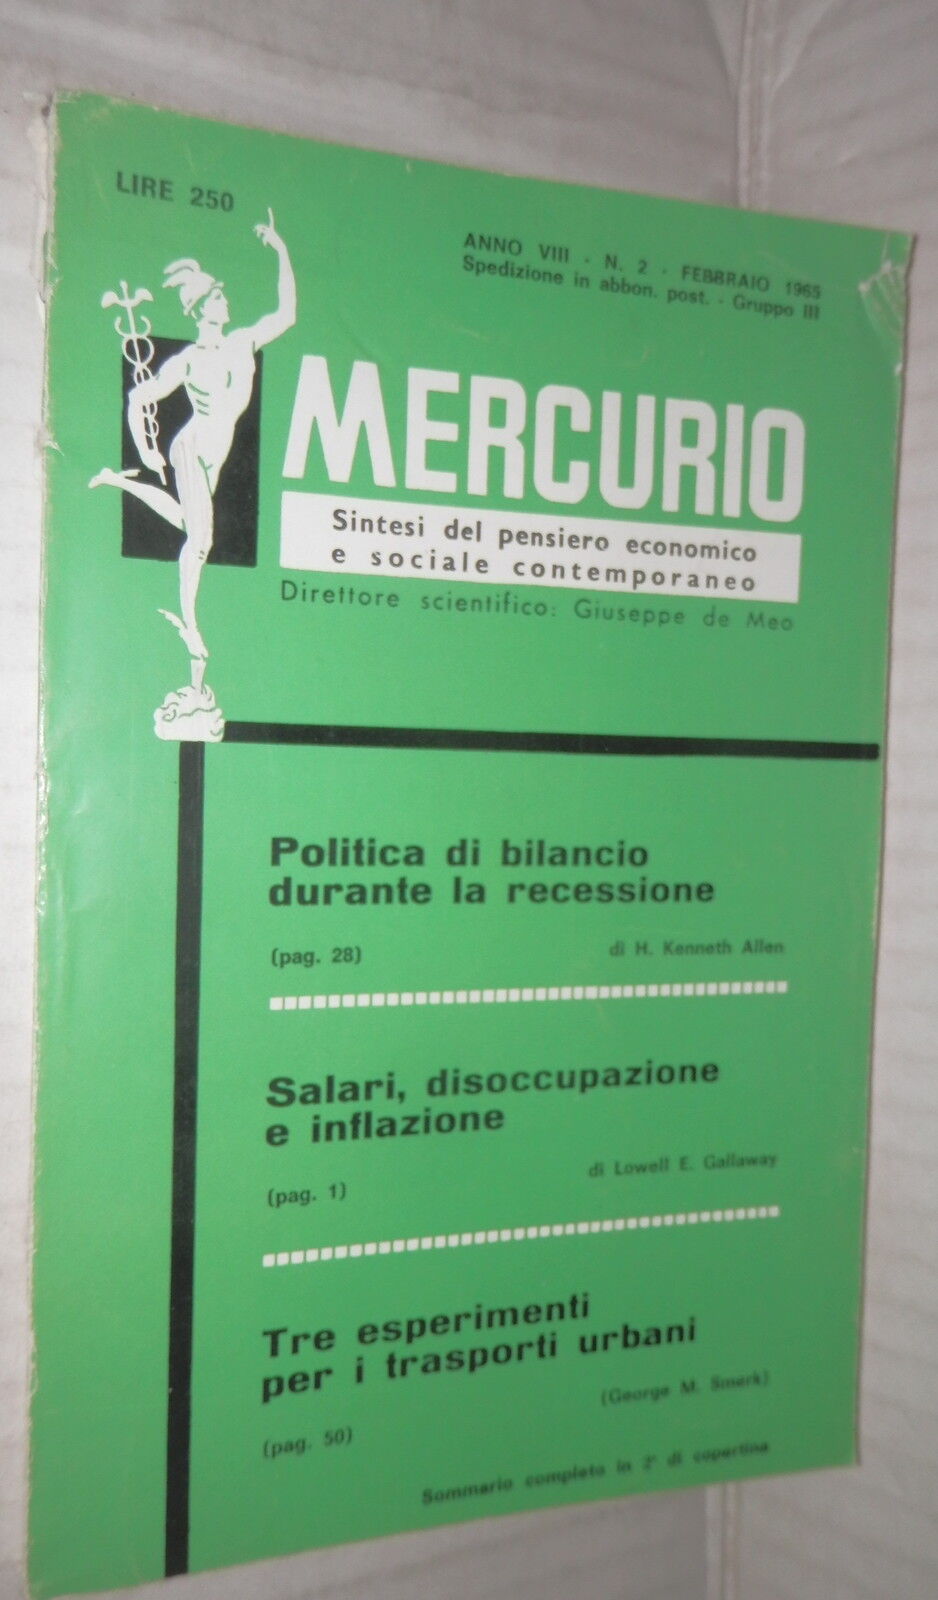 LIRE 250
ANNO VIII - N. 2 - FEBBRAIO 1965
Spedizione in abbon. post. - Gruppo III
MERCURIO
Sintesi del pensiero economico
e sociale contemporaneo
Direttore scientifico: Giuseppe de Meo
Politica di bilancio
durante la recessione
(pag. 28) di H. Kenneth Allen
Salari, disoccupazione
e inflazione
(pag. 1) di Lowell E. Gallaway
Tre esperimenti
per i trasporti urbani
(pag. 50) (George M. Smerk)
Sommario completo in 2ª di copertina